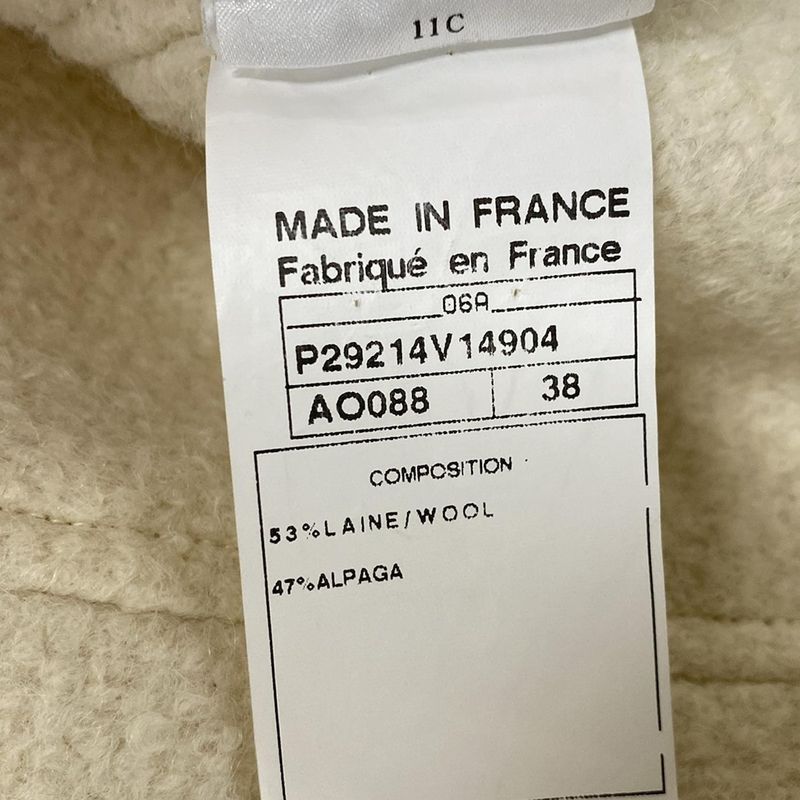 11C
MADE IN FRANCE
Fabriqué en France
06A
P29214V14904
AO088 38
COMPOSITION
53%LAINE/WOOL
47%ALPAGA